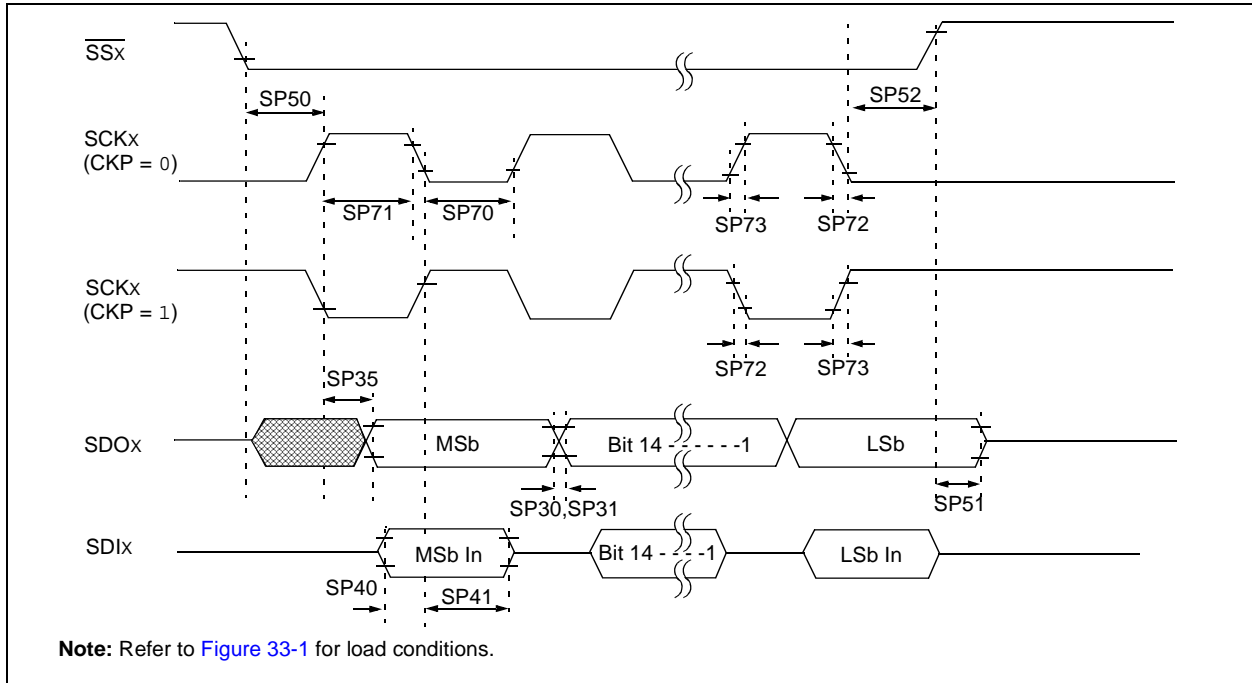 SSX
SP50
SP52
SCKX
(CKP = 0)
SP71
SP70
SP73
SP72
SCKX
(CKP = 1)
SP72
SP73
SP35
SDOX
MSb
Bit 14 - - - - - -1
LSb
SP30,SP31
SP51
SDIX
MSb In
Bit 14 - - - -1
LSb In
SP40
SP41
Note: Refer to Figure 33-1 for load conditions.